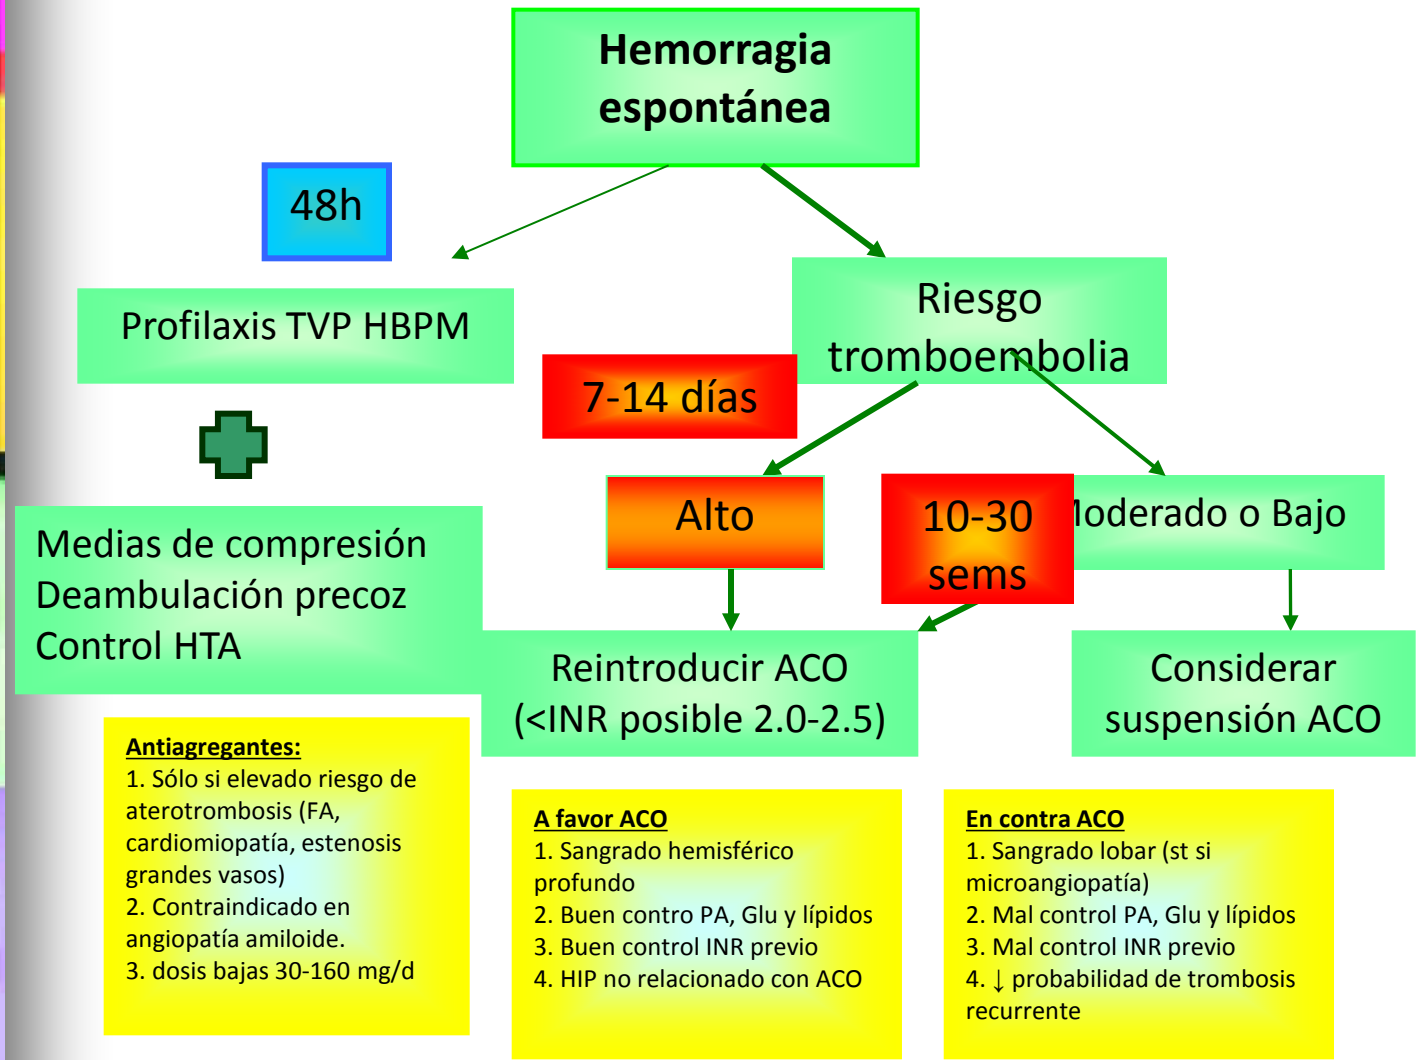 Hemorragia
espontánea
48h
Profilaxis TVP HBPM
Riesgo
tromboembolia
7-14 días
Alto
10-30
sems
Moderado o Bajo
Medias de compresión
Deambulación precoz
Control HTA
Reintroducir ACO
(<INR posible 2.0-2.5)
Considerar
suspensión ACO
Antiagregantes:
1. Sólo si elevado riesgo de
aterotrombosis (FA,
cardiomiopatía, estenosis
grandes vasos)
2. Contraindicado en
angiopatía amiloide.
3. dosis bajas 30-160 mg/d
A favor ACO
1. Sangrado hemisférico
profundo
2. Buen contro PA, Glu y lípidos
3. Buen control INR previo
4. HIP no relacionado con ACO
En contra ACO
1. Sangrado lobar (st si
microangiopatía)
2. Mal control PA, Glu y lípidos
3. Mal control INR previo
4. ↓ probabilidad de trombosis
recurrente